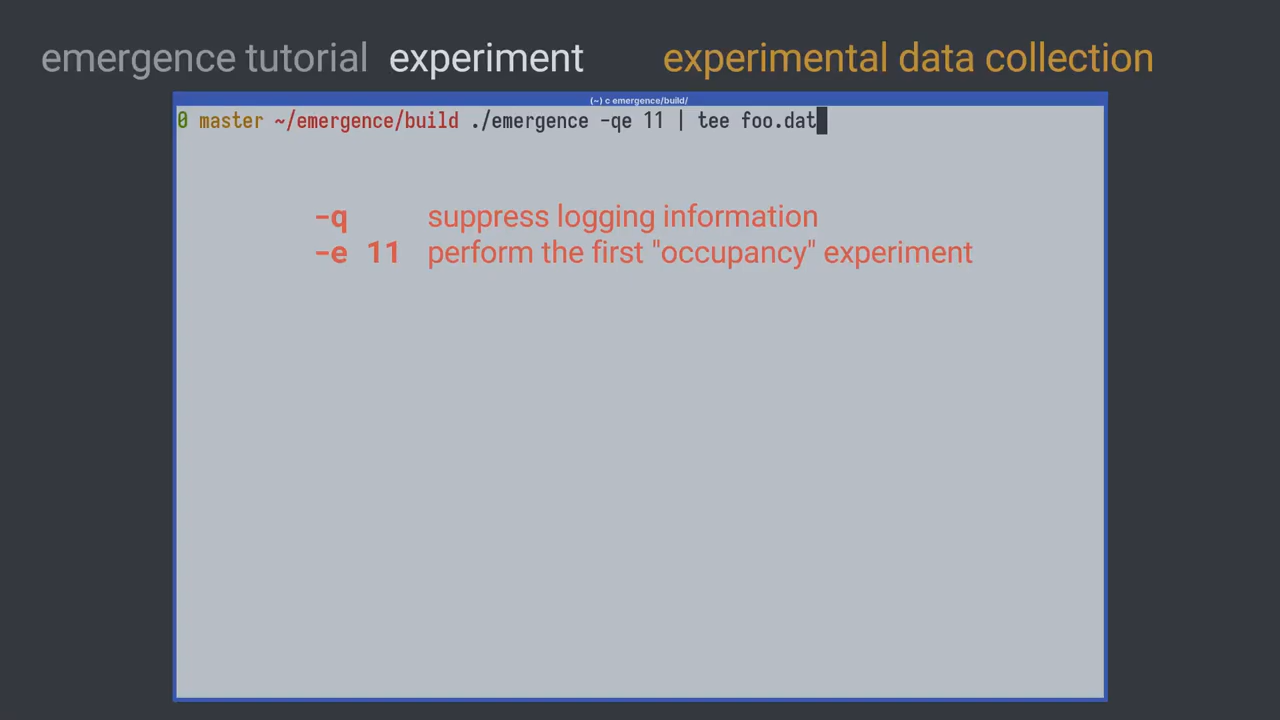 emergence tutorial experiment experimental data collection
(~) c emergence/build/
0 master ~/emergence/build ./emergence -qe 11 | tee foo.dat
-q suppress logging information
-e 11 perform the first "occupancy" experiment